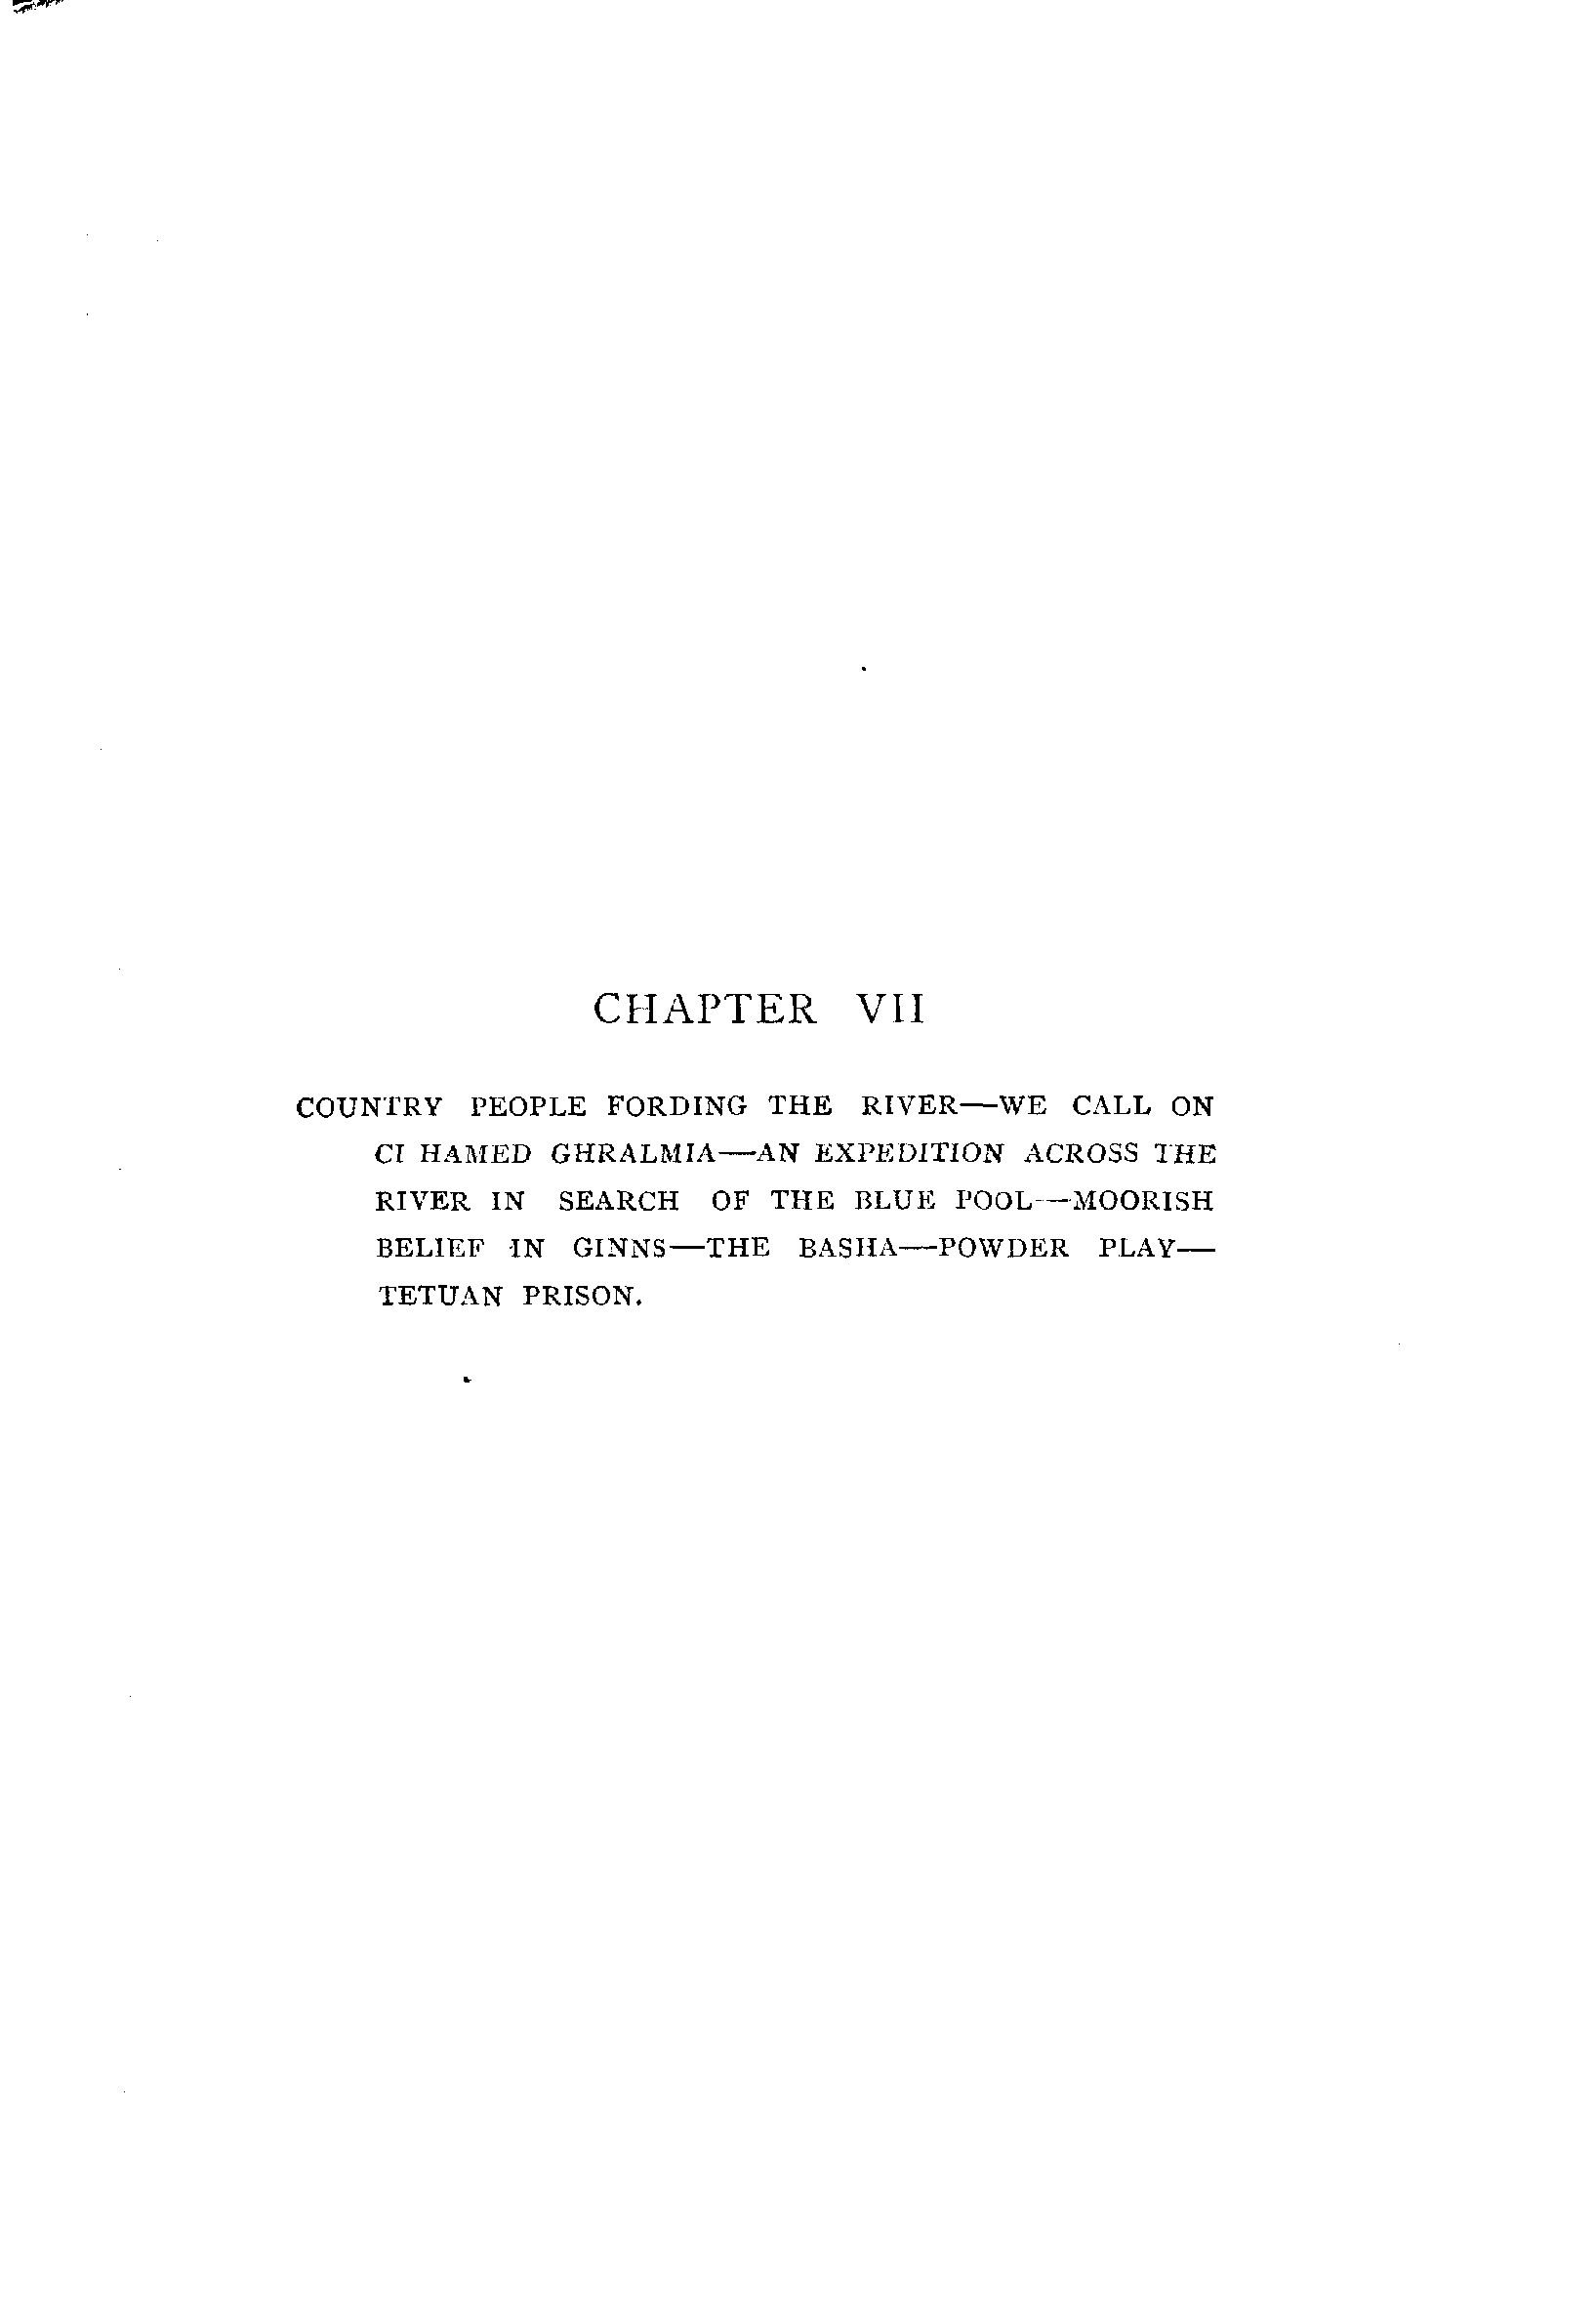 CHAPTER VII
COUNTRY PEOPLE FORDING THE RIVER—WE CALL ON
CI HAMED GHRALMIA—AN EXPEDITION ACROSS THE
RIVER IN SEARCH OF THE BLUE POOL—MOORISH
BELIEF IN GINNS—THE BASHA—POWDER PLAY—
TETUAN PRISON.